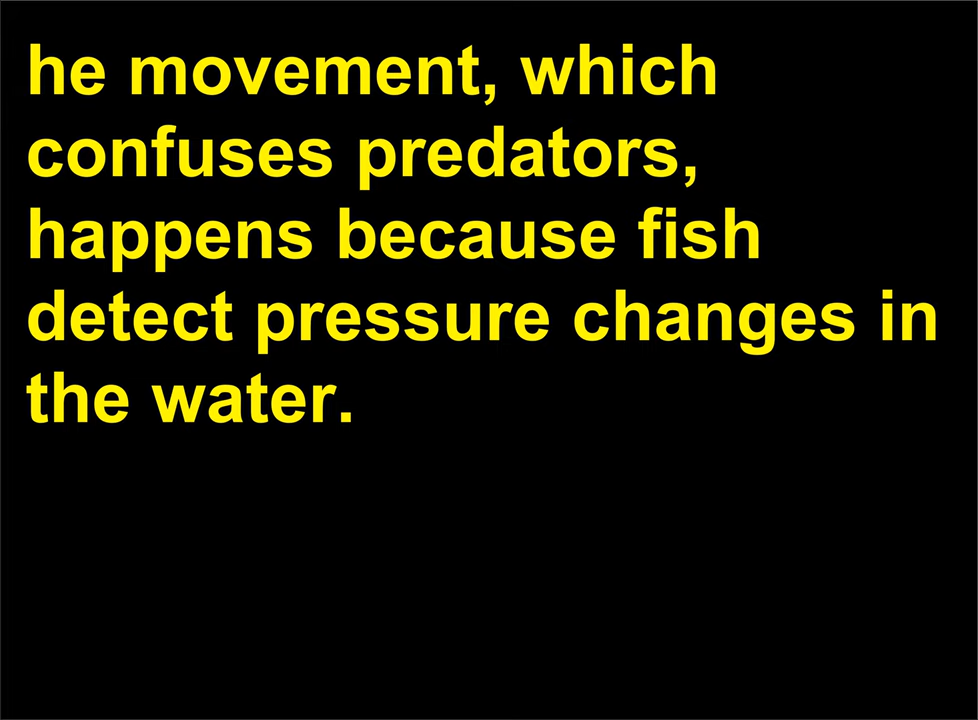 he movement, which
confuses predators,
happens because fish
detect pressure changes in
the water.